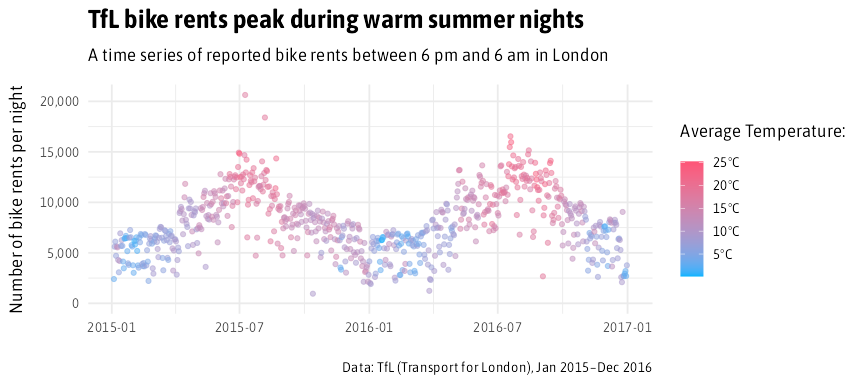 TfL bike rents peak during warm summer nights
A time series of reported bike rents between 6 pm and 6 am in London
Number of bike rents per night
20,000
15,000
10,000
5,000
0
2015-01
2015-07
2016-01
2016-07
2017-01
Average Temperature:
25°C
20°C
15°C
10°C
5°C
Data: TfL (Transport for London), Jan 2015–Dec 2016